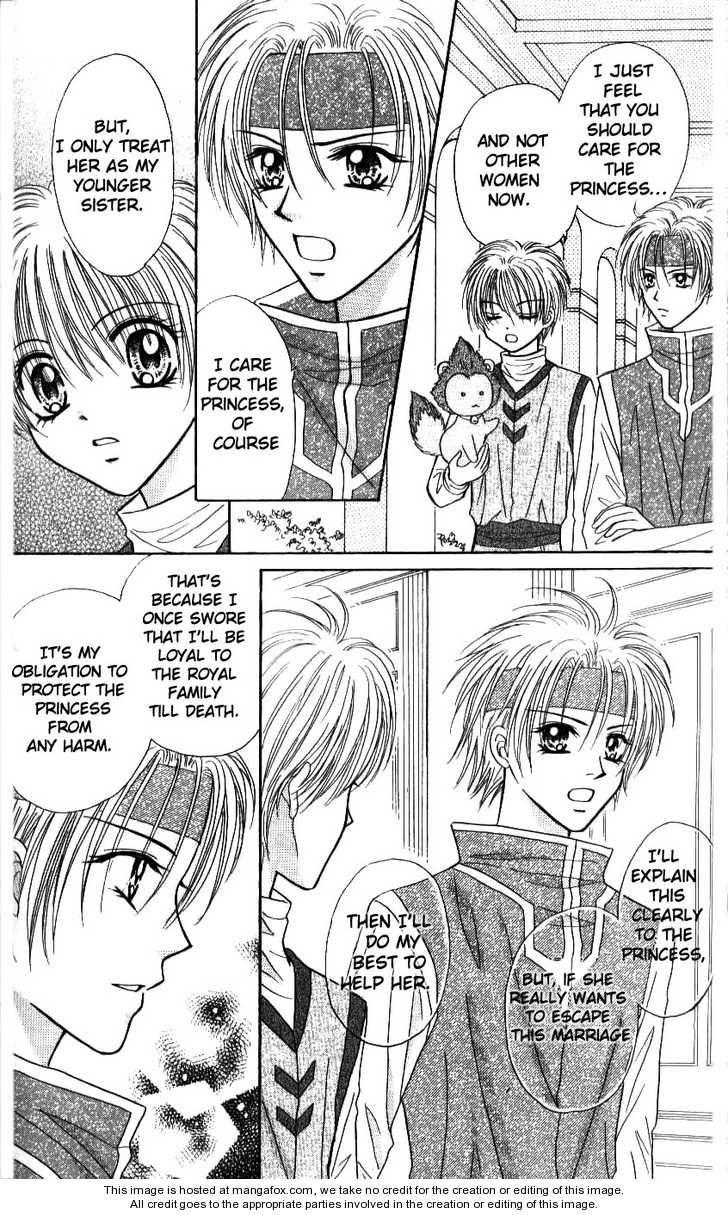 I JUST
FEEL
THAT YOU
SHOULD
CARE FOR
THE
PRINCESS...
AND NOT
OTHER
WOMEN
NOW.
I CARE
FOR THE
PRINCESS,
OF
COURSE
BUT,
I ONLY TREAT
HER AS MY
YOUNGER
SISTER.
I'LL
EXPLAIN
THIS
CLEARLY
TO THE
PRINCESS,
BUT, IF SHE
REALLY WANTS
TO ESCAPE
THIS MARRIAGE
THEN I'LL
DO MY
BEST TO
HELP HER.
THAT'S
BECAUSE I
ONCE SWORE
THAT I'LL BE
LOYAL TO
THE ROYAL
FAMILY
TILL DEATH.
IT'S MY
OBLIGATION TO
PROTECT THE
PRINCESS
FROM
ANY HARM.
This image is hosted at mangafox.com, we take no credit for the creation or editing of this image.
All credit goes to the appropriate parties involved in the creation or editing of this image.